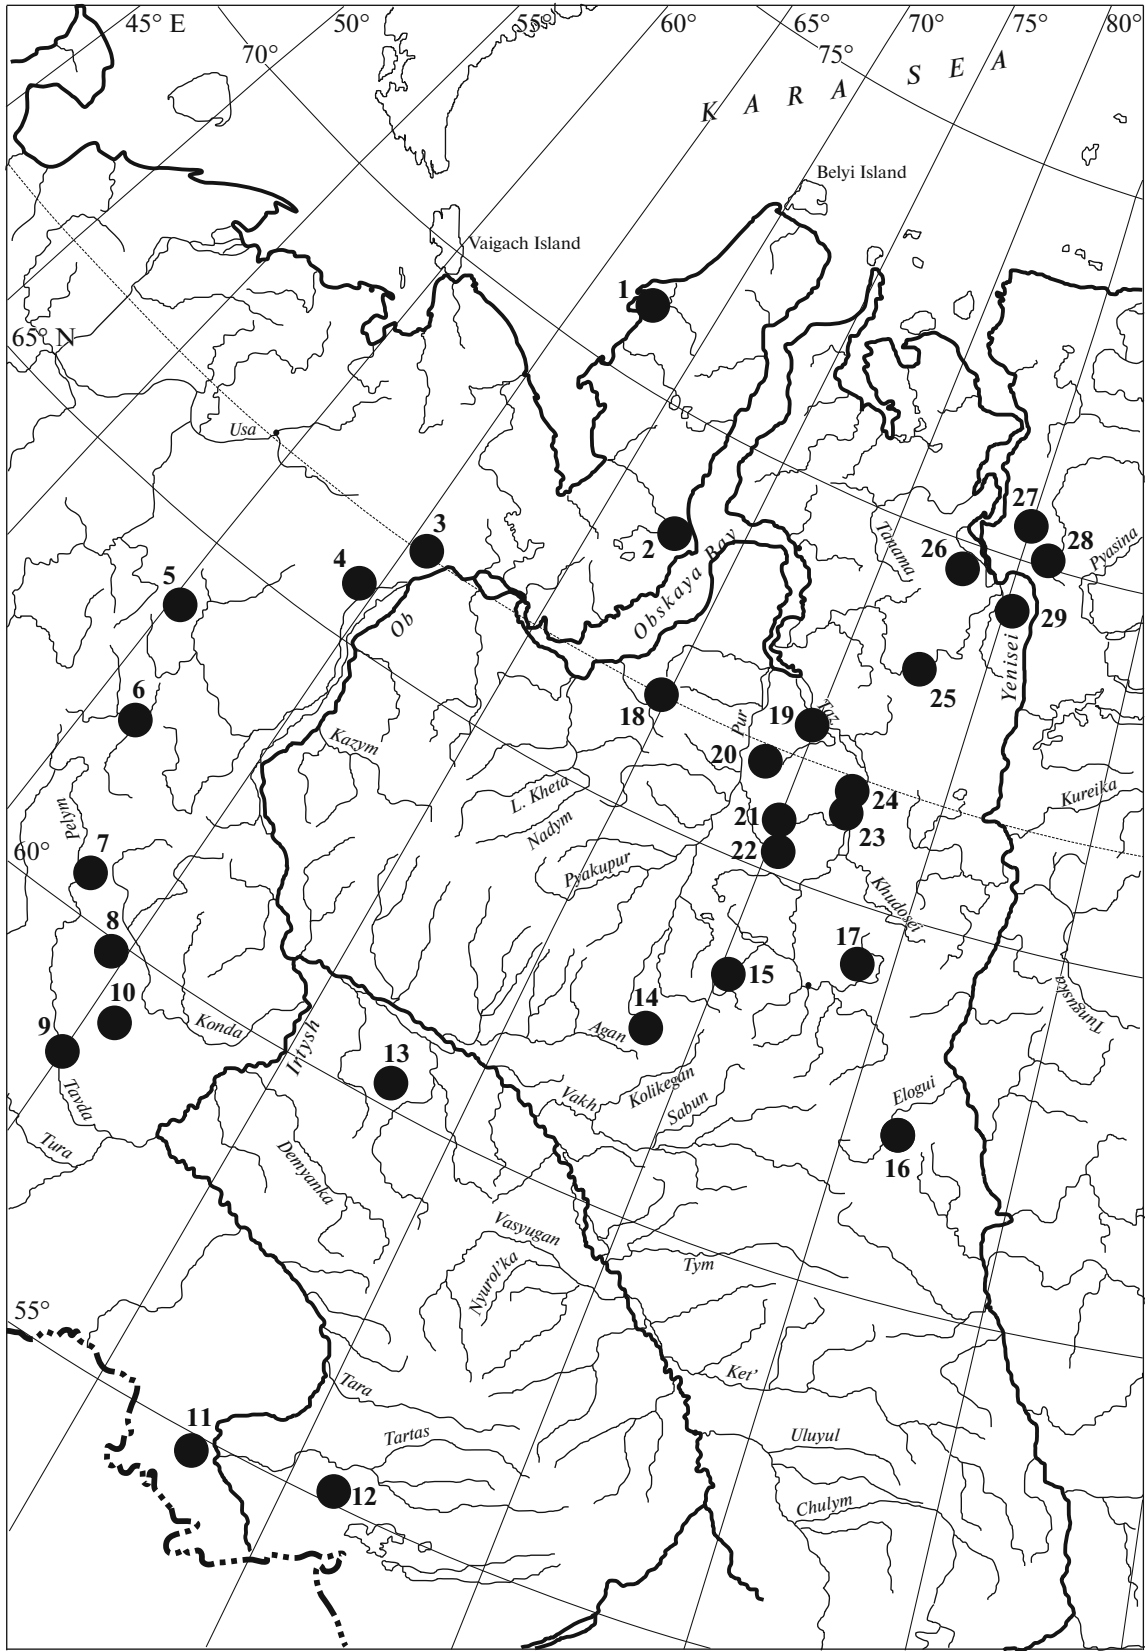 45° E
50°
55°
60°
65°
70°
75°
80°
70°
75°
KARA SEA
Belyi Island
Vaigach Island
1
65° N
Usa
2
Obskaya Bay
3
4
5
6
Ob
Tanama
26
27
28
Pyasina
29
Yenisei
25
18
Pur
19
Taz
20
Kazym
L. Kheta
Nadym
24
Kureika
21
23
22
Pelym
7
60°
Pyakupur
Khudosei
8
17
15
10
14
Tunguska
9
Konda
Irtysh
Agan
13
Tavda
Vakh
Kolikegan
Sabun
Elogui
16
Tura
Demyanka
Vasyugan
Nyurol'ka
Tym
55°
Tara
Ket'
11
Tartas
Uluyul
12
Chulym